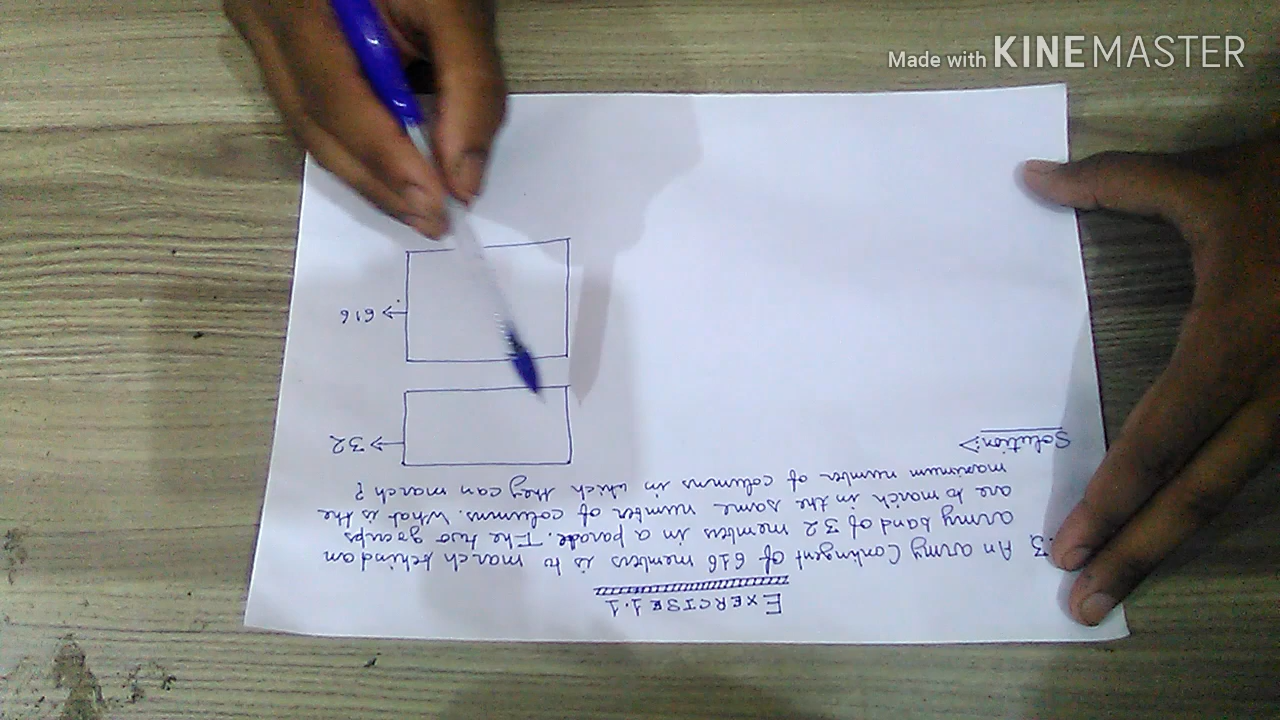 Made with KINEMASTER
EXERCISE 1.1
3. An army Contingent of 616 members is to march behind an
army band of 32 members in a parade. The two groups
are to march in the same number of columns. What is the
maximum number of columns in which they can march?
Solution:->
32
616